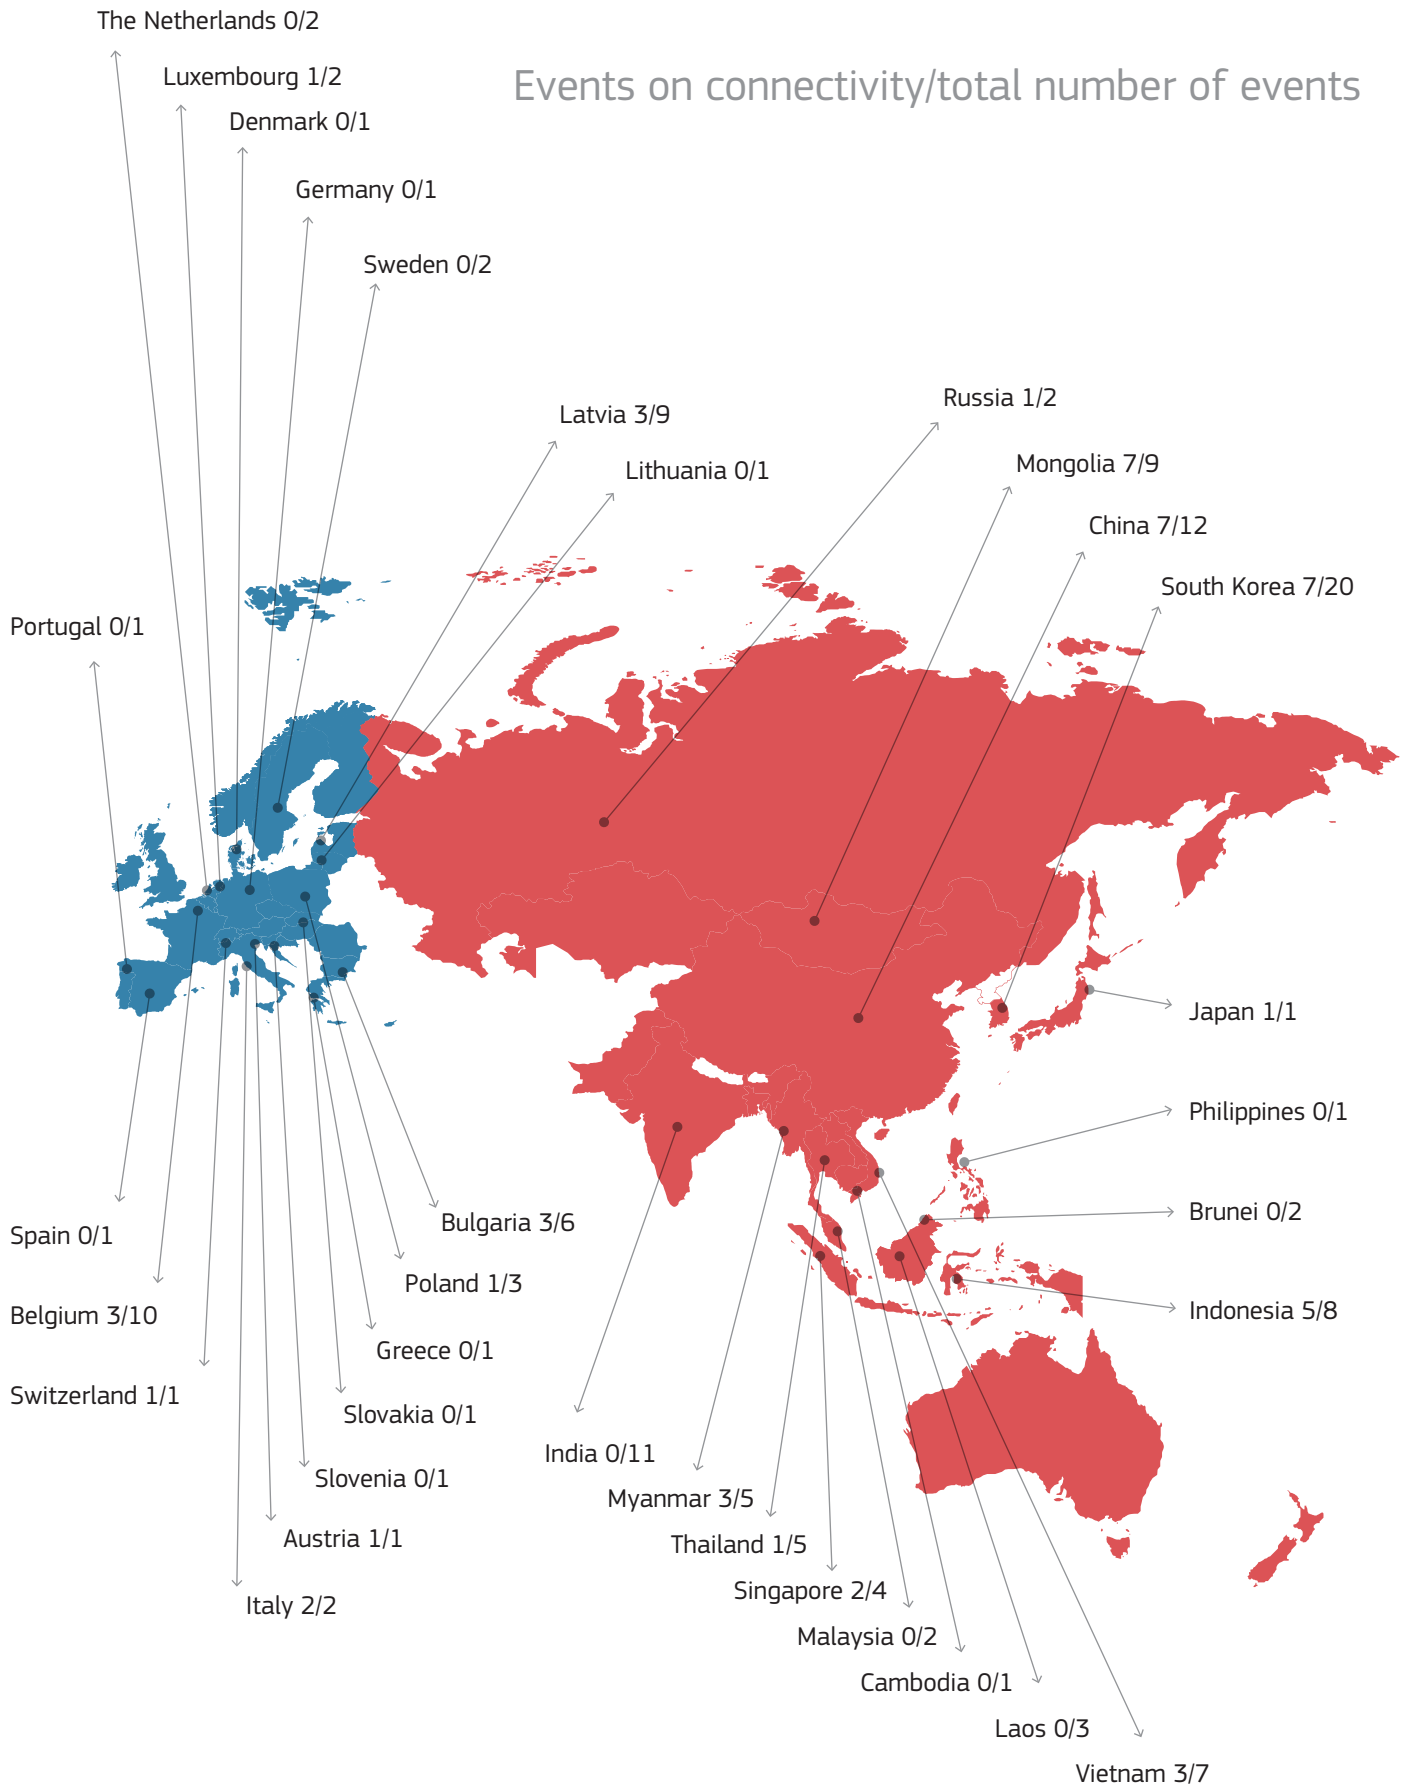 The Netherlands 0/2
Luxembourg 1/2
Events on connectivity/total number of events
Denmark 0/1
Germany 0/1
Sweden 0/2
Russia 1/2
Latvia 3/9
Mongolia 7/9
Lithuania 0/1
China 7/12
South Korea 7/20
Portugal 0/1
Japan 1/1
Philippines 0/1
Brunei 0/2
Bulgaria 3/6
Spain 0/1
Poland 1/3
Indonesia 5/8
Belgium 3/10
Greece 0/1
Switzerland 1/1
Slovakia 0/1
India 0/11
Slovenia 0/1
Myanmar 3/5
Austria 1/1
Thailand 1/5
Singapore 2/4
Italy 2/2
Malaysia 0/2
Cambodia 0/1
Laos 0/3
Vietnam 3/7